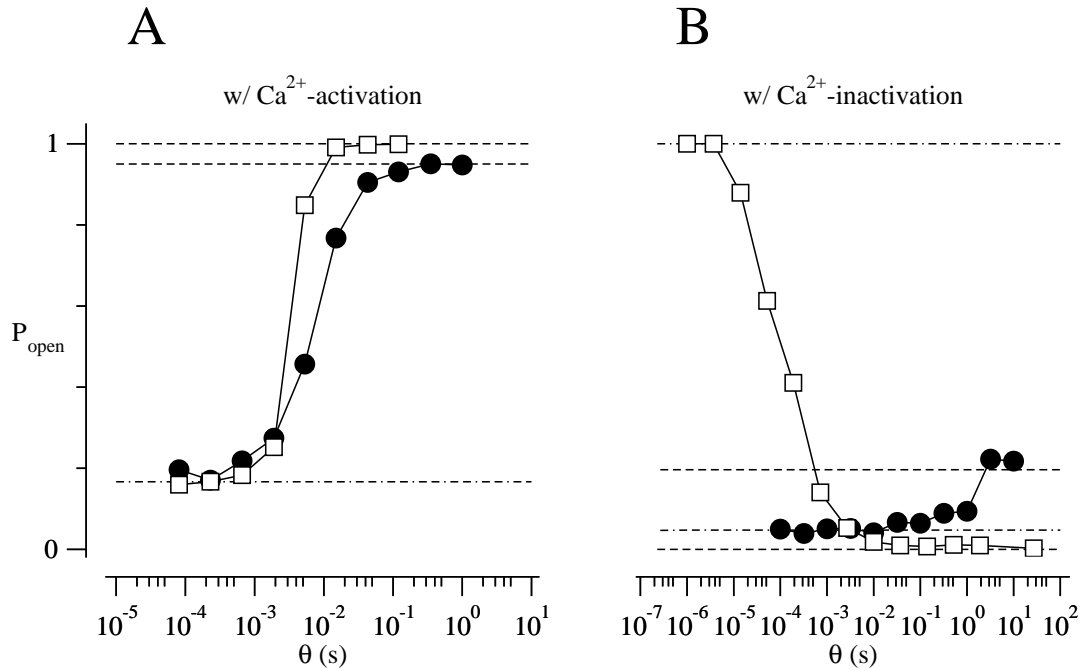 A B
w/ Ca²⁺-activation w/ Ca²⁺-inactivation
1
P_open
0
10⁻⁵ 10⁻⁴ 10⁻³ 10⁻² 10⁻¹ 10⁰ 10¹ 10⁻⁷ 10⁻⁶ 10⁻⁵ 10⁻⁴ 10⁻³ 10⁻² 10⁻¹ 10⁰ 10¹ 10²
θ (s) θ (s)